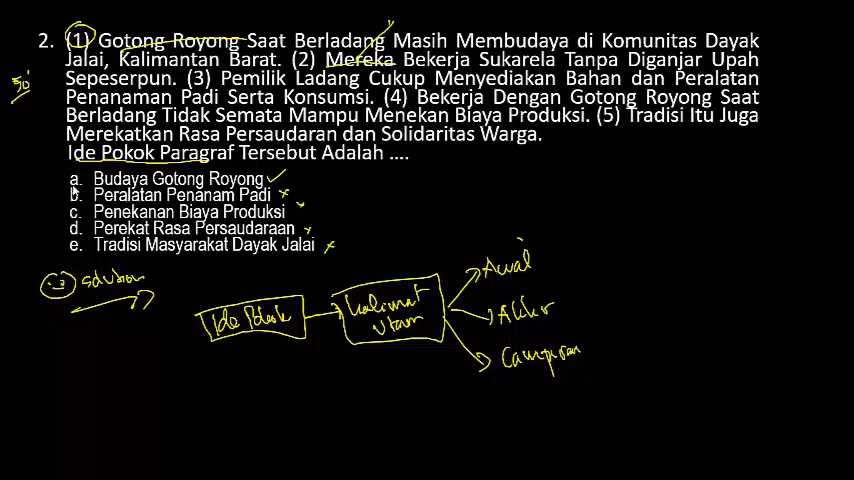 2. (1) Gotong Royong Saat Berladang Masih Membudaya di Komunitas Dayak
Jalai, Kalimantan Barat. (2) Mereka Bekerja Sukarela Tanpa Diganjar Upah
Sepeserpun. (3) Pemilik Ladang Cukup Menyediakan Bahan dan Peralatan
Penanaman Padi Serta Konsumsi. (4) Bekerja Dengan Gotong Royong Saat
Berladang Tidak Semata Mampu Menekan Biaya Produksi. (5) Tradisi Itu Juga
Merekatkan Rasa Persaudaran dan Solidaritas Warga.
Ide Pokok Paragraf Tersebut Adalah ....
a. Budaya Gotong Royong
b. Peralatan Penanam Padi
c. Penekanan Biaya Produksi
d. Perekat Rasa Persaudaraan
e. Tradisi Masyarakat Dayak Jalai
solution
Ide Pokok
Kalimat
Utama
Awal
Akhir
Campuran